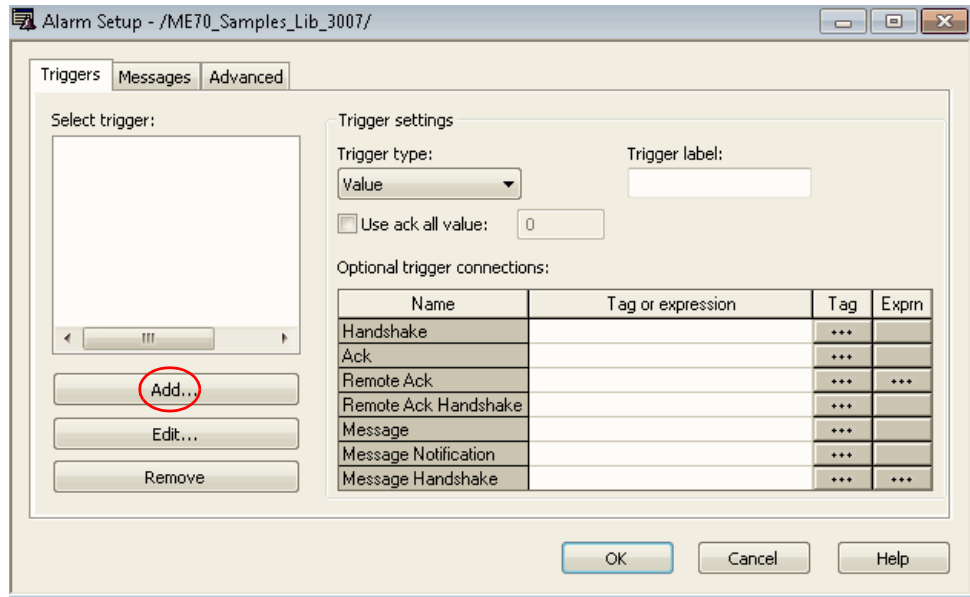 Alarm Setup - /ME70_Samples_Lib_3007/
Triggers Messages Advanced
Select trigger:
Trigger settings
Trigger type:
Trigger label:
Value
Use ack all value:
0
Optional trigger connections:
Name Tag or expression Tag Exprn
Handshake
Ack
Remote Ack
Remote Ack Handshake
Message
Message Notification
Message Handshake
Add...
Edit...
Remove
OK Cancel Help